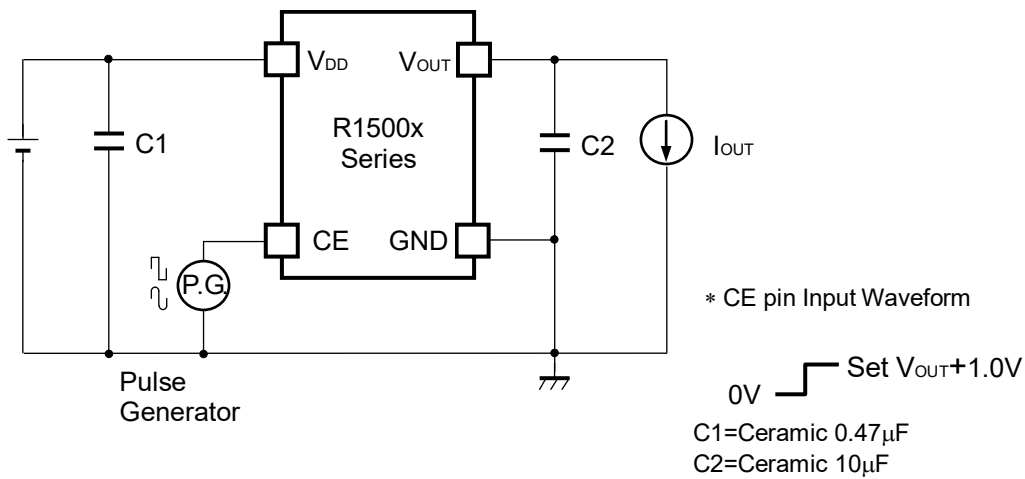 VDD
VOUT
R1500x
Series
C1
C2
IOUT
CE
GND
P.G.
Pulse
Generator
* CE pin Input Waveform
Set VOUT+1.0V
0V
C1=Ceramic 0.47μF
C2=Ceramic 10μF